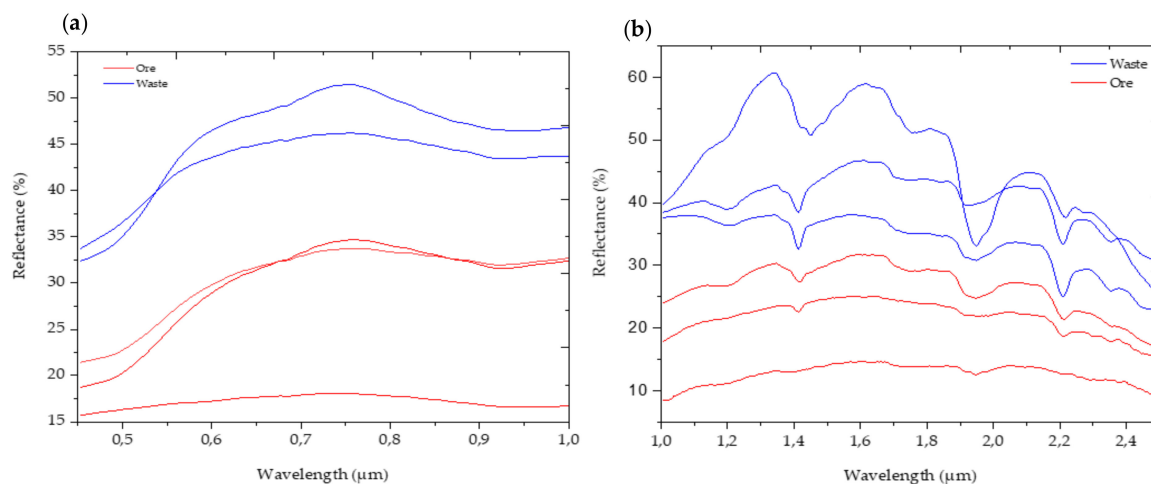 (a)
55
50
45
40
35
30
25
20
15
Reflectance (%)
Ore
Waste
0,5 0,6 0,7 0,8 0,9 1,0
Wavelength (µm)
(b)
60
50
40
30
20
10
Reflectance (%)
Waste
Ore
1,0 1,2 1,4 1,6 1,8 2,0 2,2 2,4
Wavelength (µm)